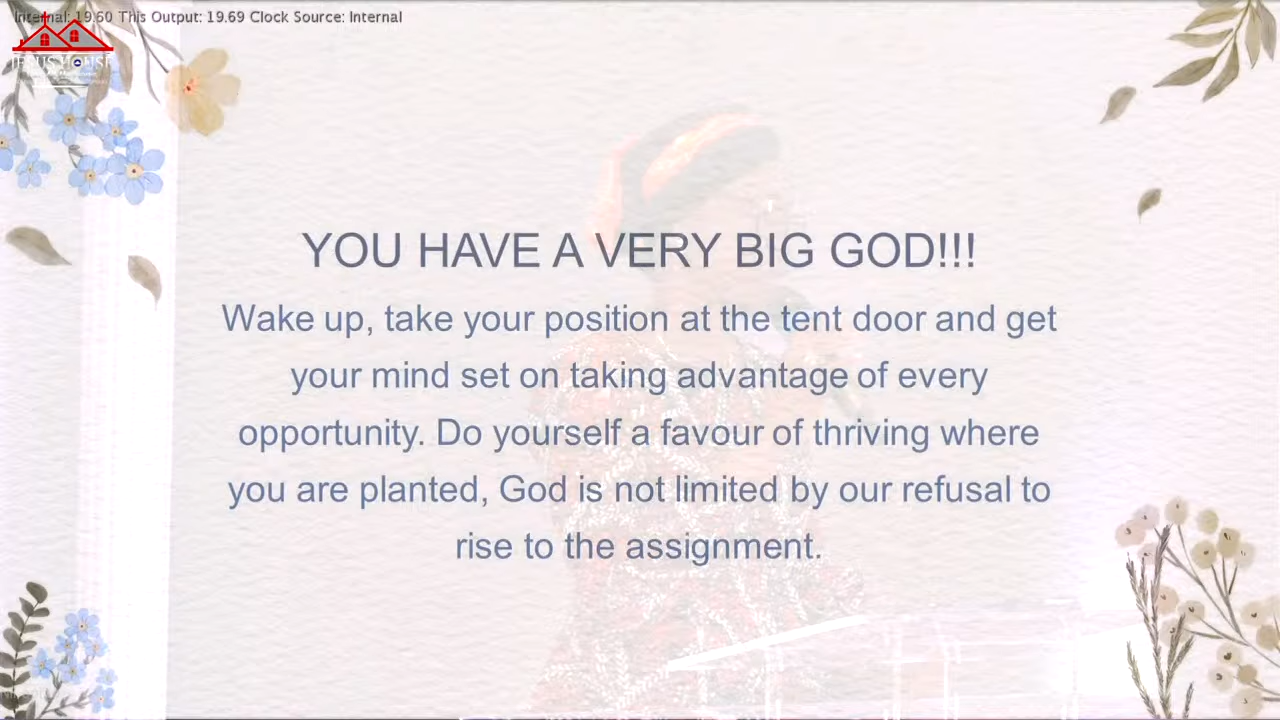 Internal: 19.60 This Output: 19.69 Clock Source: Internal
JESUS HOUSE
YOU HAVE A VERY BIG GOD!!!
Wake up, take your position at the tent door and get
your mind set on taking advantage of every
opportunity. Do yourself a favour of thriving where
you are planted, God is not limited by our refusal to
rise to the assignment.